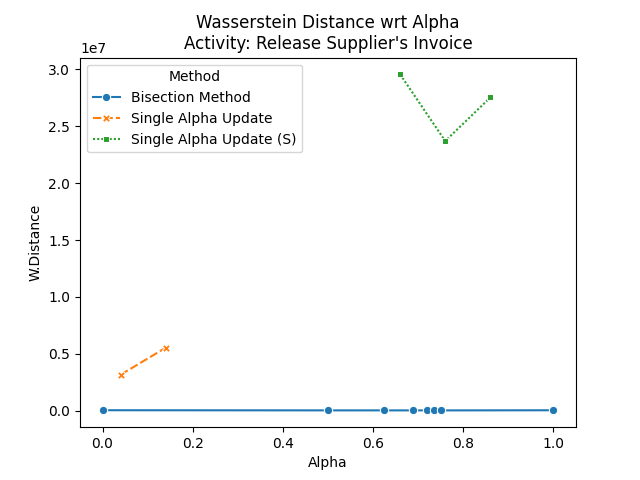 Wasserstein Distance wrt Alpha
Activity: Release Supplier's Invoice
1e7
Method
Bisection Method
Single Alpha Update
Single Alpha Update (S)
3.0
2.5
2.0
1.5
1.0
0.5
0.0
W.Distance
0.0 0.2 0.4 0.6 0.8 1.0
Alpha